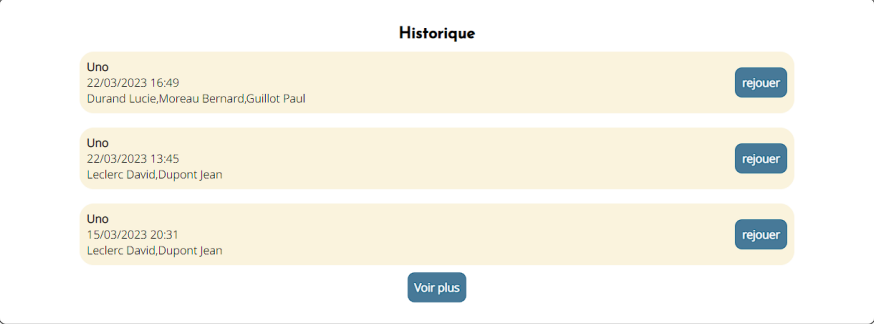 Historique
Uno
22/03/2023 16:49
Durand Lucie,Moreau Bernard,Guillot Paul
rejouer
Uno
22/03/2023 13:45
Leclerc David,Dupont Jean
rejouer
Uno
15/03/2023 20:31
Leclerc David,Dupont Jean
rejouer
Voir plus